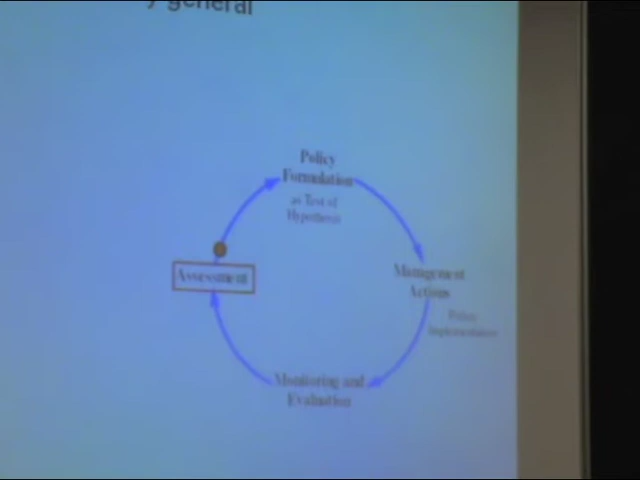 general
Policy
Formulation
as Test of
Hypothesis
Assessment
Management
Actions
Policy
Implementation
Monitoring and
Evaluation